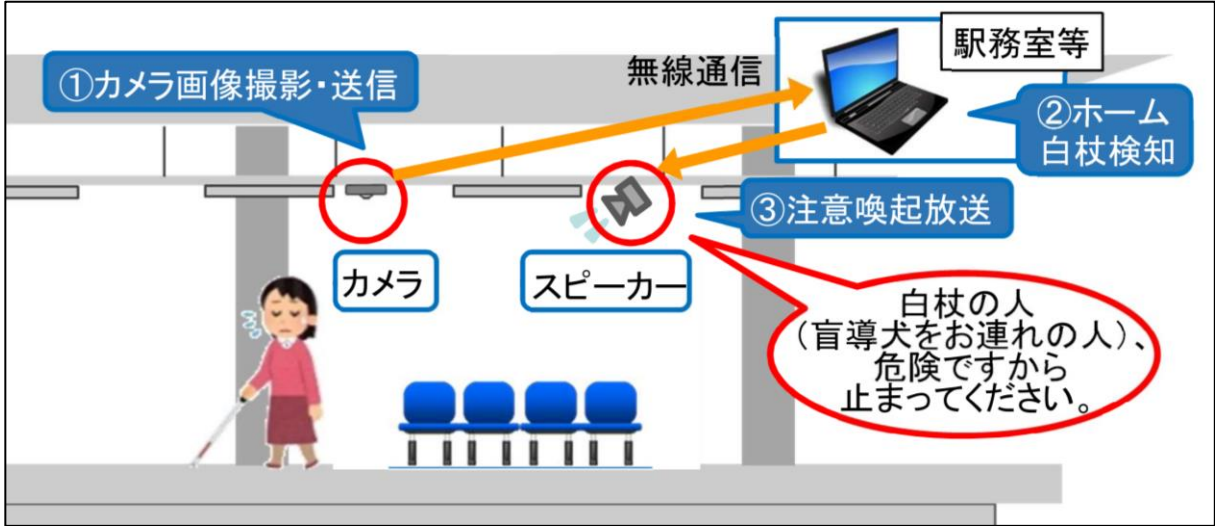 駅務室等
無線通信
①カメラ画像撮影・送信
②ホーム
白杖検知
③注意喚起放送
カメラ
スピーカー
白杖の人
（盲導犬をお連れの人）、
危険ですから
止まってください。